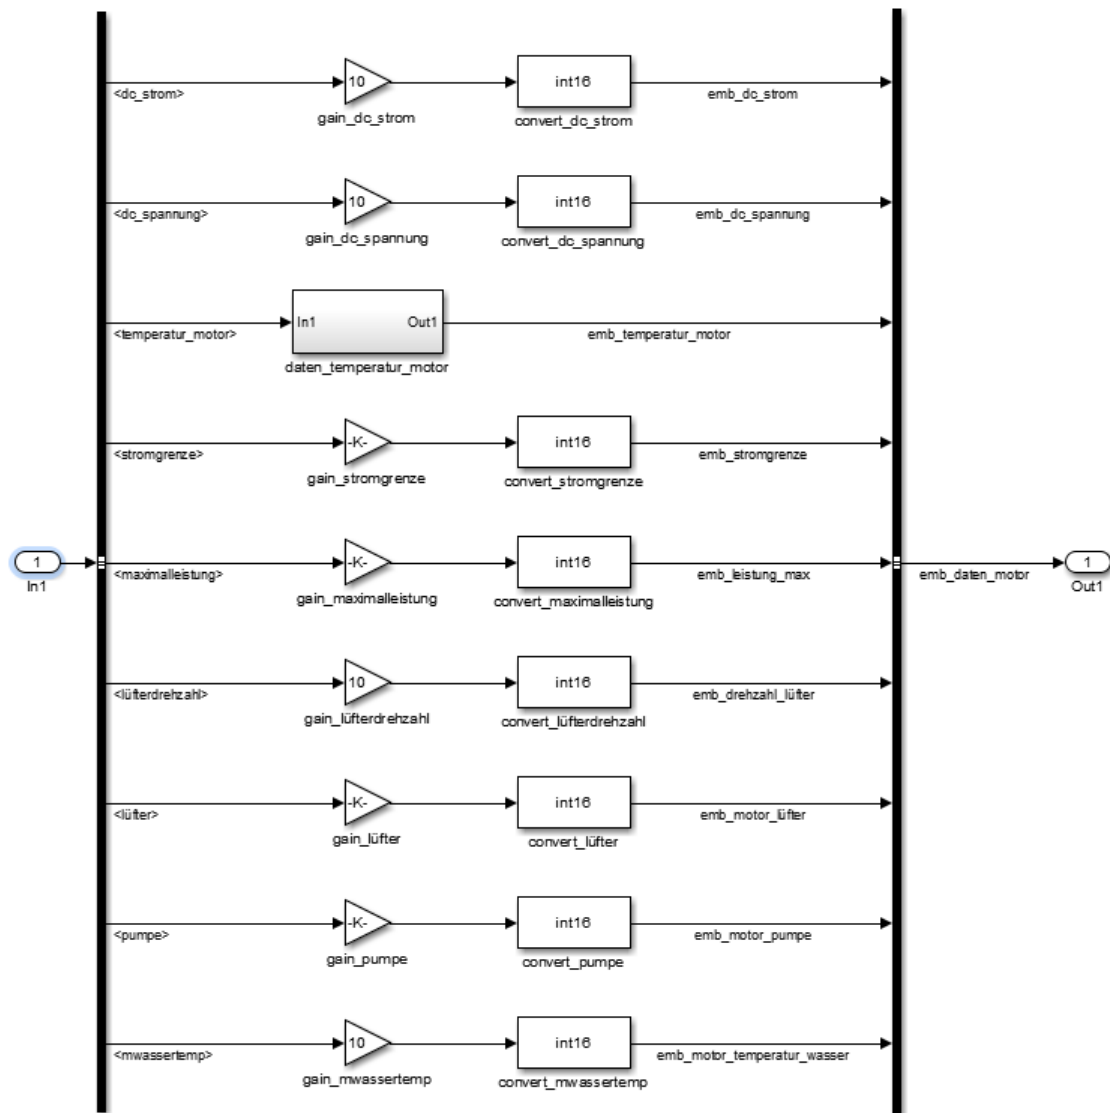 <dc_strom>
10
gain_dc_strom
int16
convert_dc_strom
emb_dc_strom
<dc_spannung>
10
gain_dc_spannung
int16
convert_dc_spannung
emb_dc_spannung
<temperatur_motor>
In1
Out1
daten_temperatur_motor
emb_temperatur_motor
<stromgrenze>
-K-
gain_stromgrenze
int16
convert_stromgrenze
emb_stromgrenze
1
In1
<maximalleistung>
-K-
gain_maximalleistung
int16
convert_maximalleistung
emb_leistung_max
emb_daten_motor
1
Out1
<lüfterdrehzahl>
10
gain_lüfterdrehzahl
int16
convert_lüfterdrehzahl
emb_drehzahl_lüfter
<lüfter>
-K-
gain_lüfter
int16
convert_lüfter
emb_motor_lüfter
<pumpe>
-K-
gain_pumpe
int16
convert_pumpe
emb_motor_pumpe
<mwassertemp>
10
gain_mwassertemp
int16
convert_mwassertemp
emb_motor_temperatur_wasser